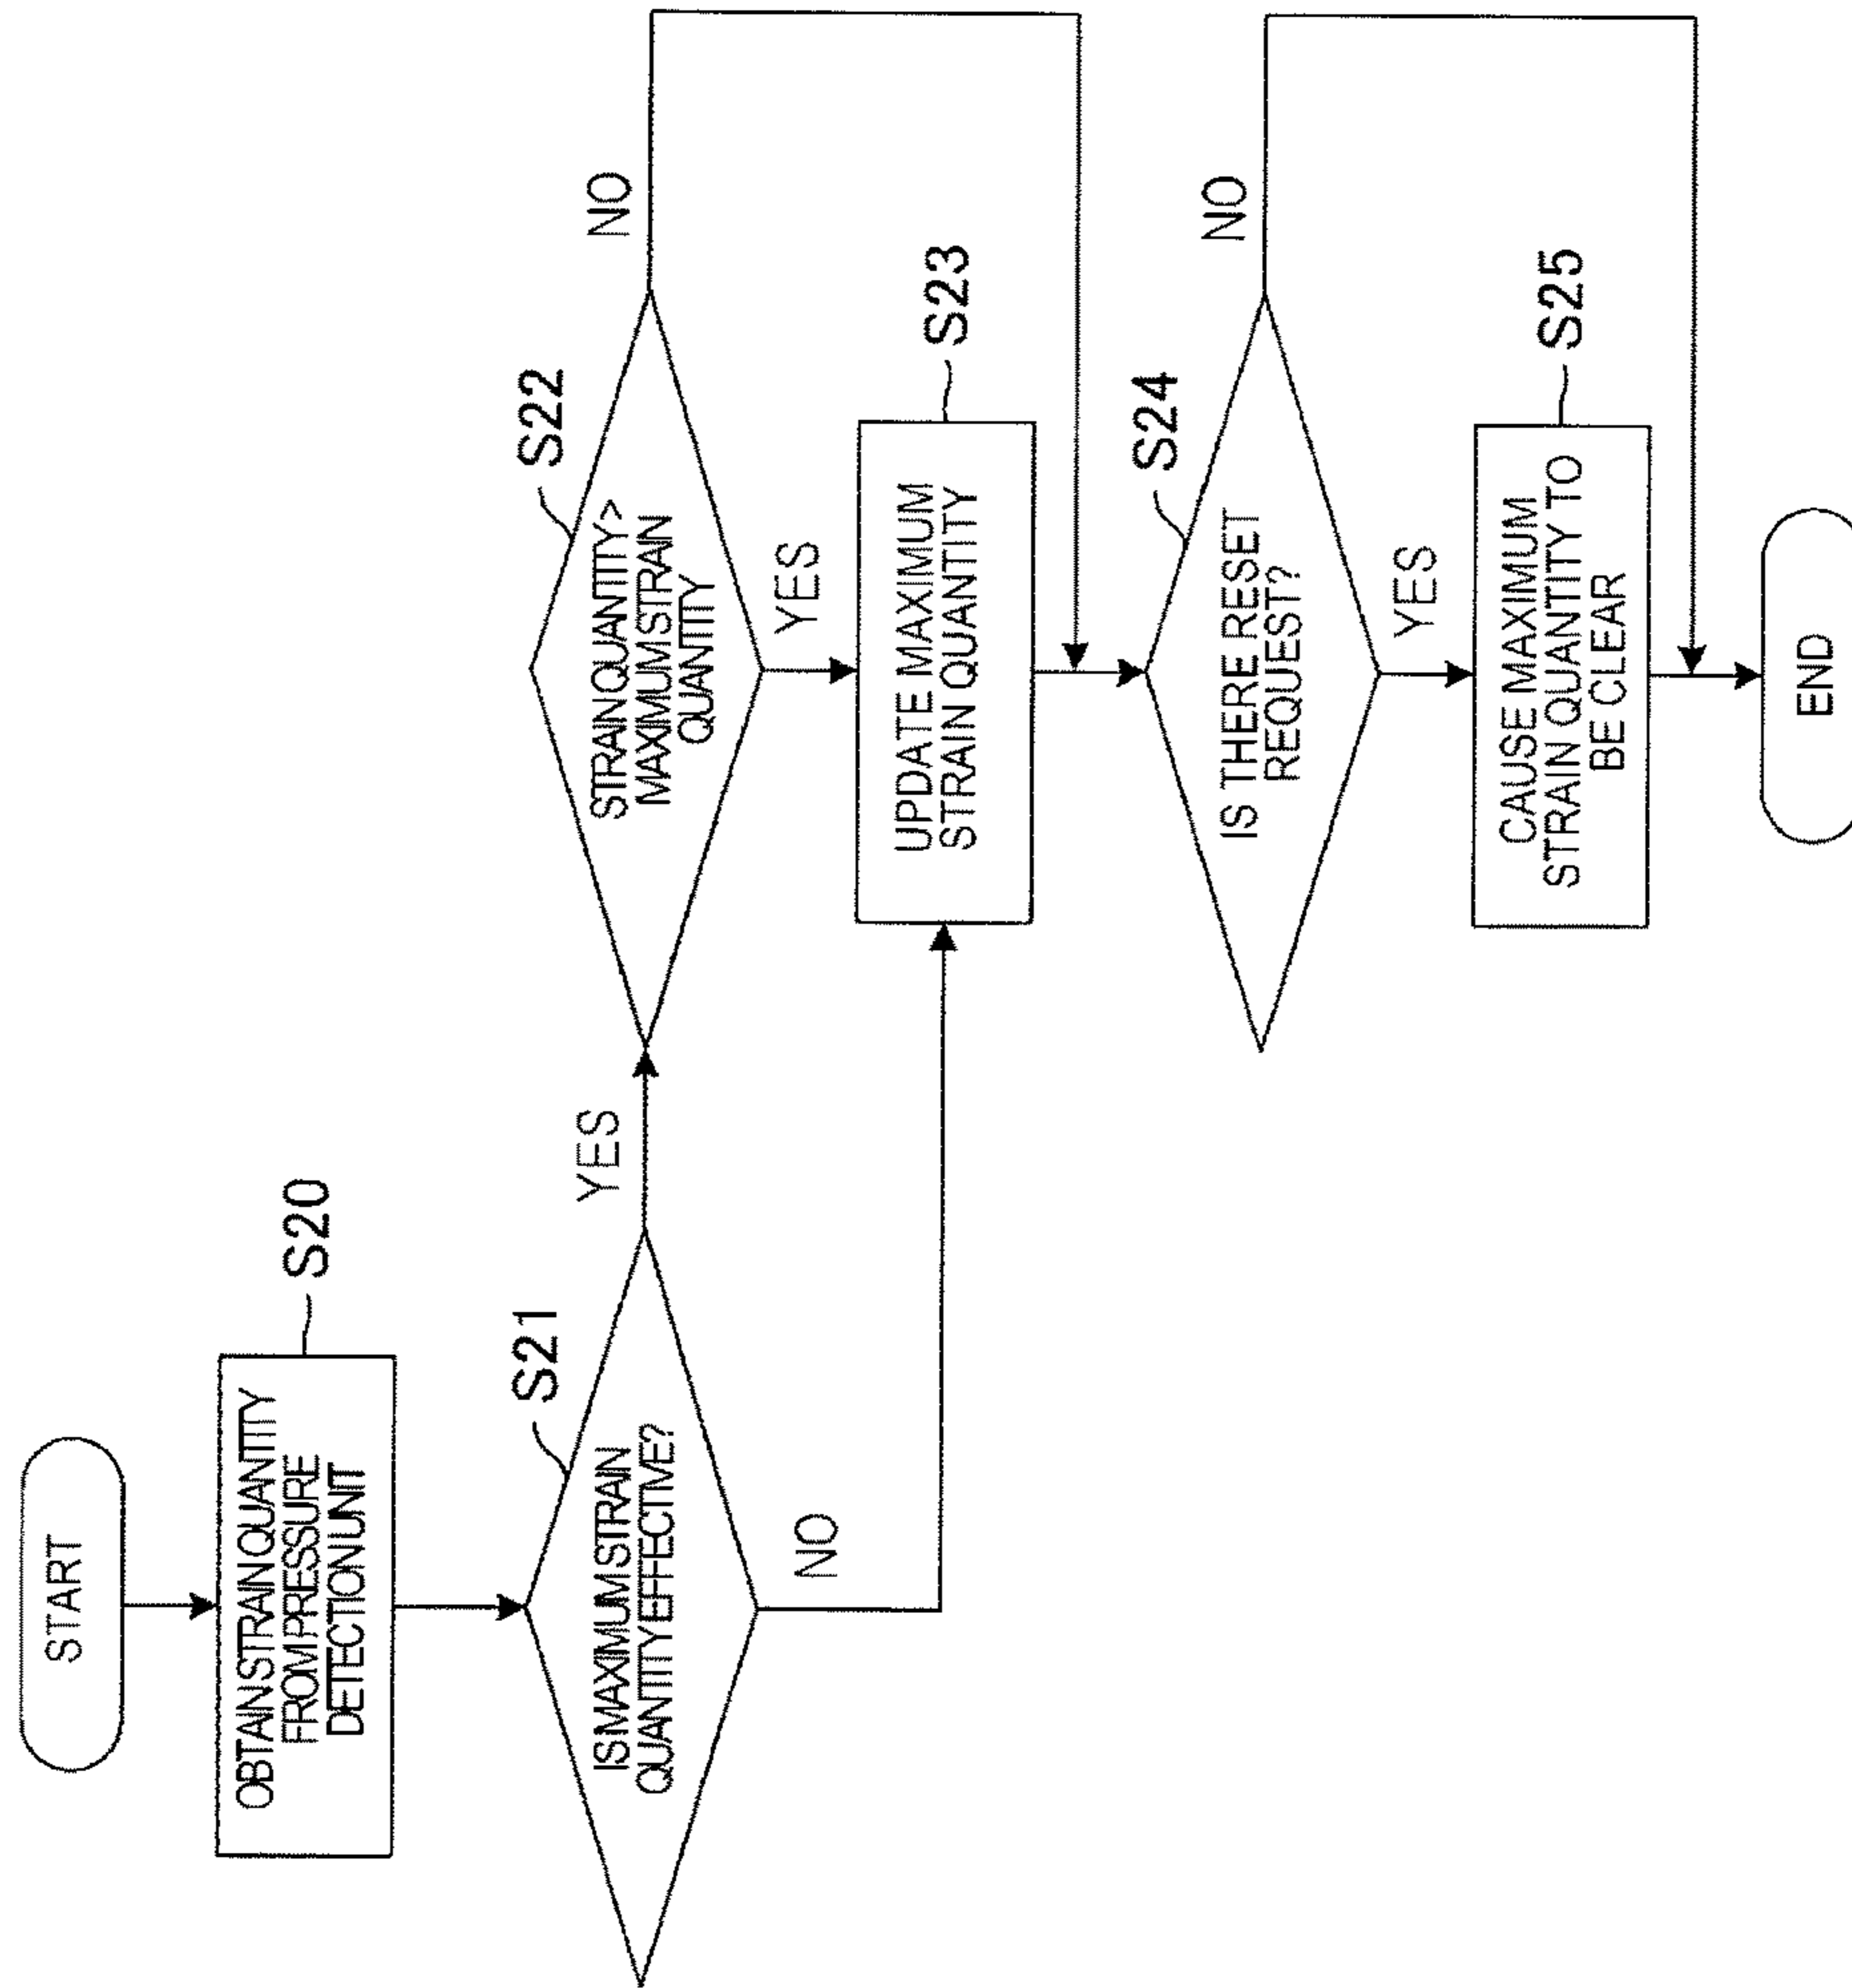 START
OBTAIN STRAIN QUANTITY
FROM PRESSURE
DETECTION UNIT
S20
IS MAXIMUM STRAIN
QUANTITY EFFECTIVE?
S21
YES
NO
STRAIN QUANTITY>
MAXIMUM STRAIN
QUANTITY
S22
NO
YES
UPDATE MAXIMUM
STRAIN QUANTITY
S23
IS THERE RESET
REQUEST?
S24
NO
YES
CAUSE MAXIMUM
STRAIN QUANTITY TO
BE CLEAR
S25
END